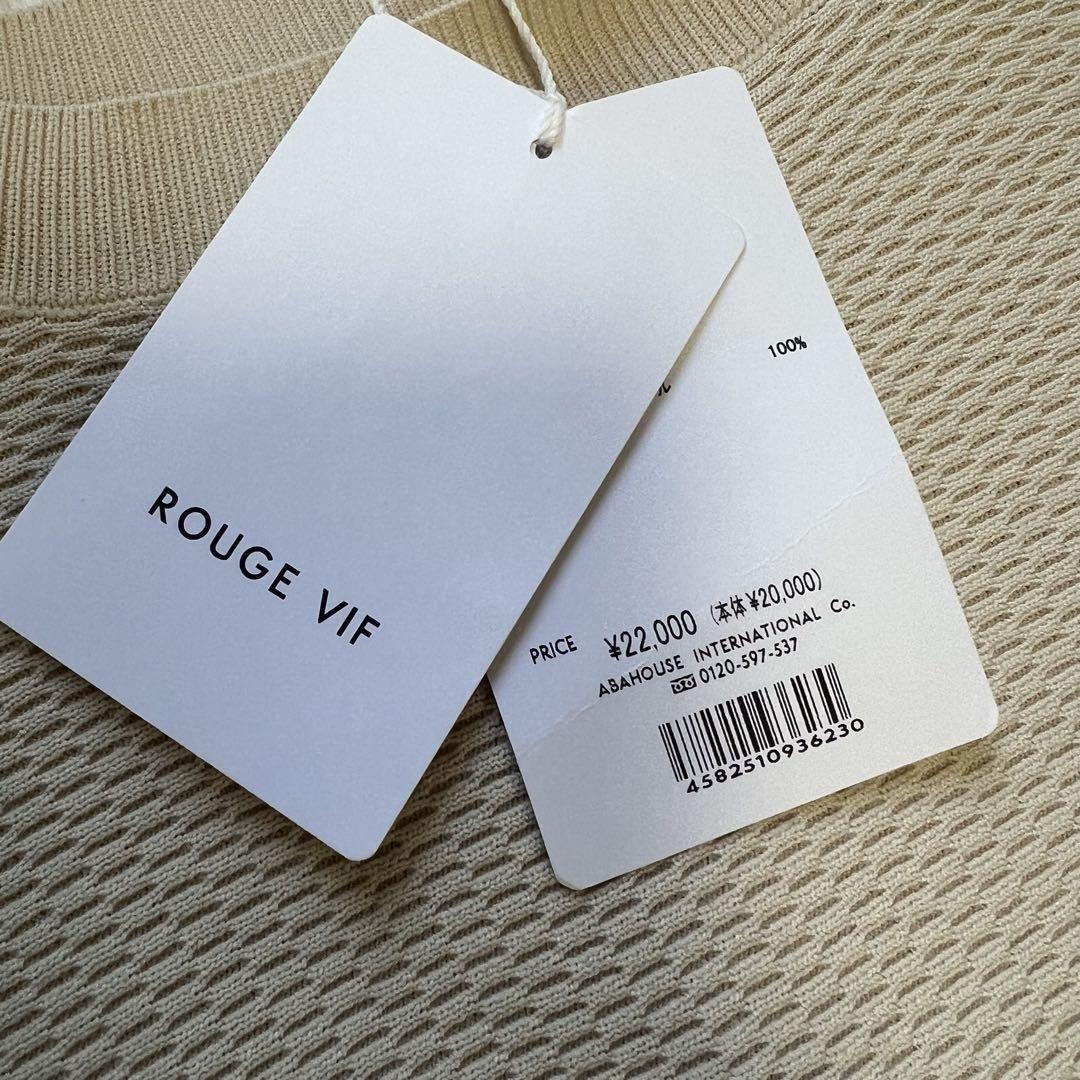 ROUGE VIF
100%
PRICE ¥22,000 (本体¥20,000)
ABAHOUSE INTERNATIONAL Co.
0120-597-537
4582510936230